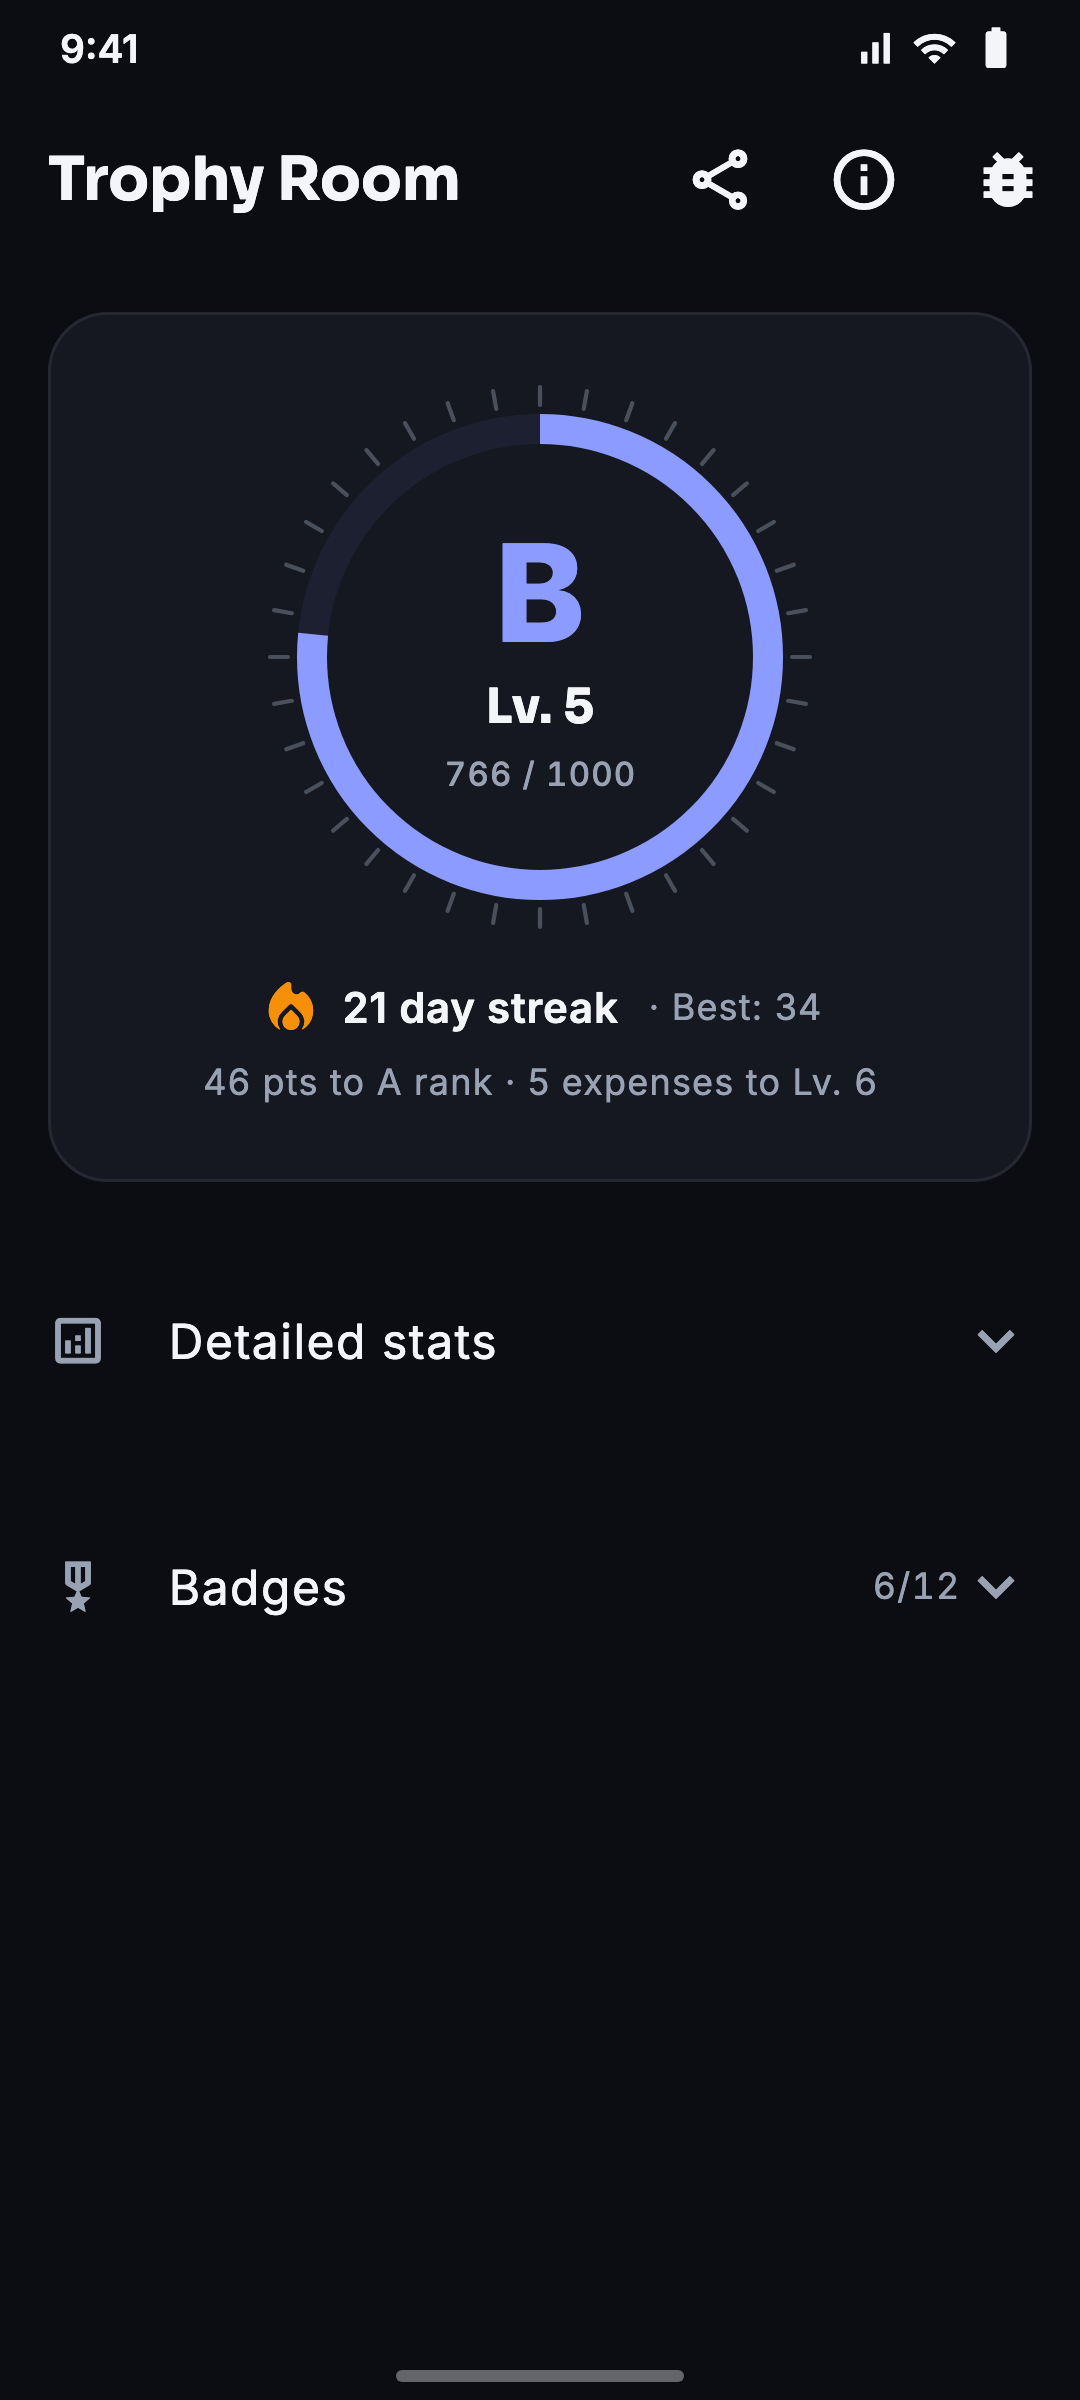 9:41
Trophy Room
B
Lv. 5
766 / 1000
21 day streak · Best: 34
46 pts to A rank · 5 expenses to Lv. 6
Detailed stats
Badges 6/12